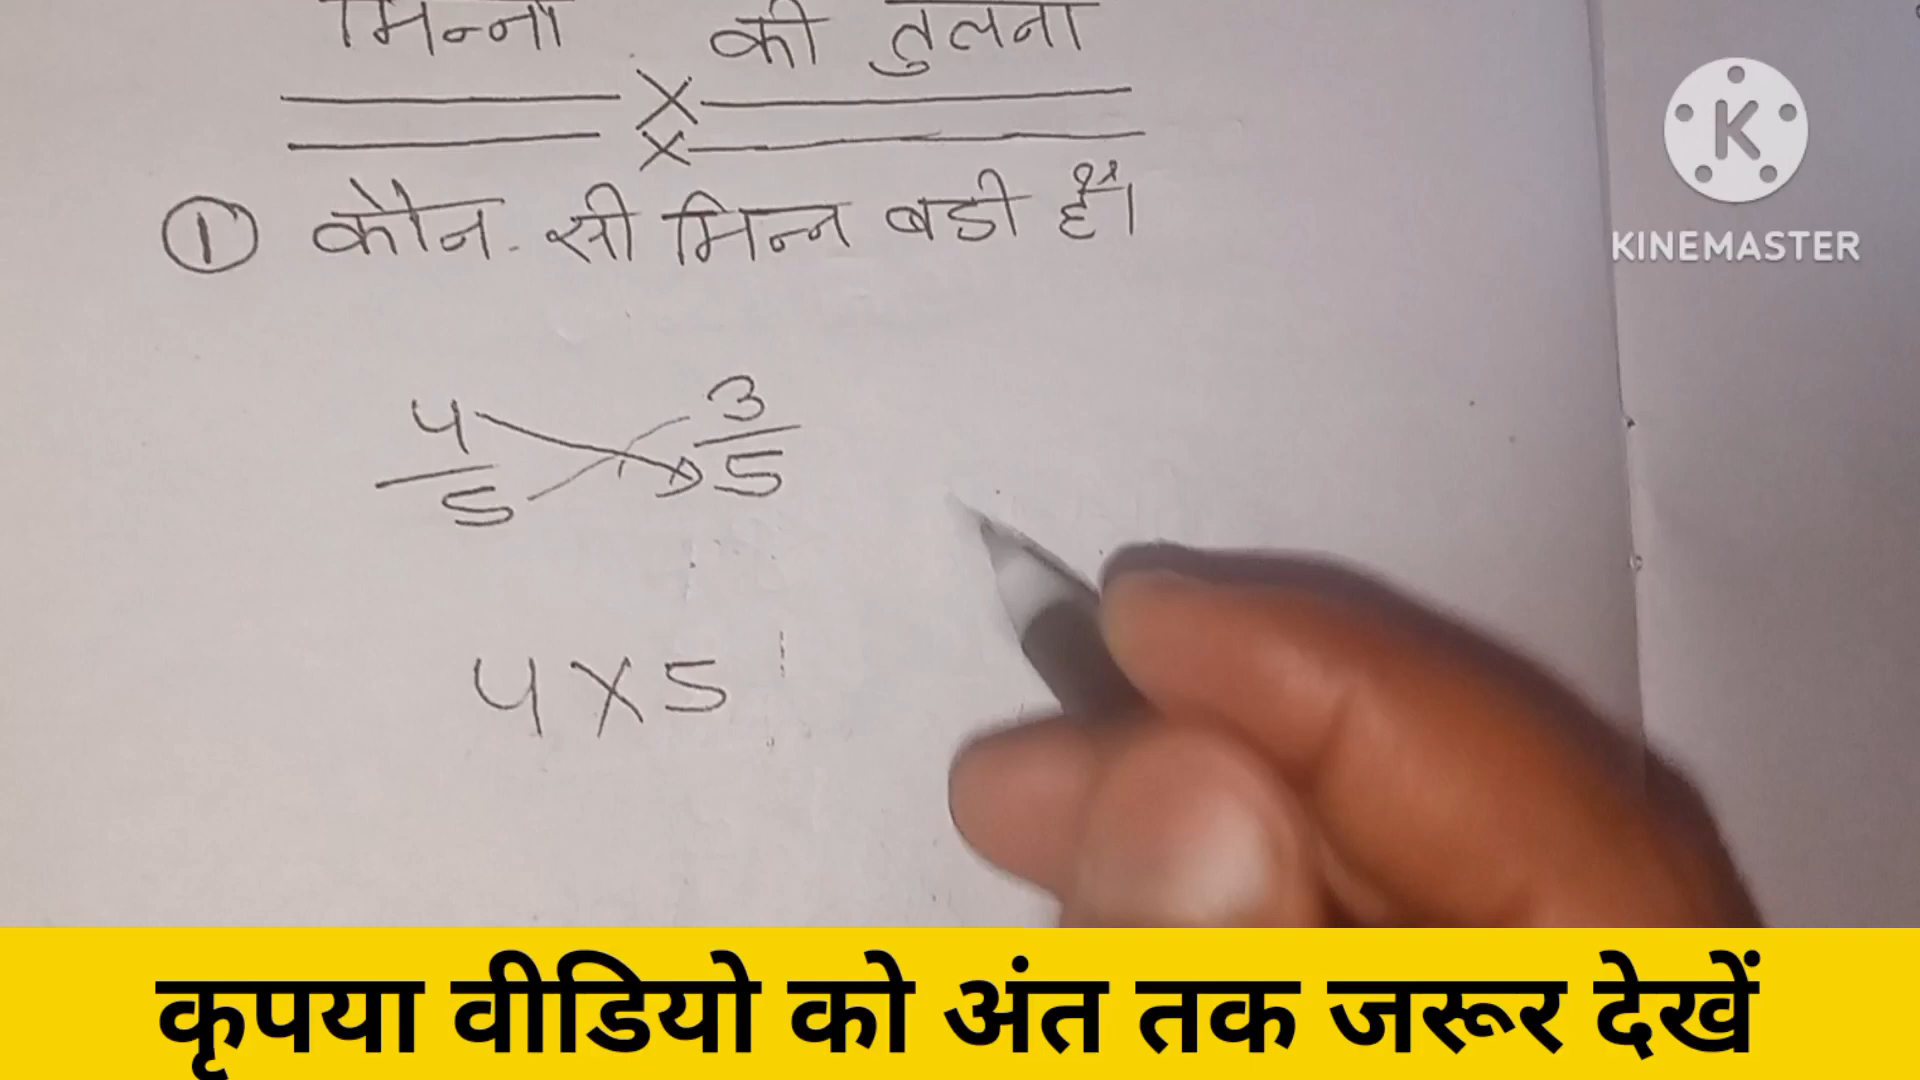 भिन्नों की तुलना
① कौन सी भिन्न बडी हैं।
4/5 3/5
4 X 5
K
KINEMASTER
कृपया वीडियो को अंत तक जरूर देखें